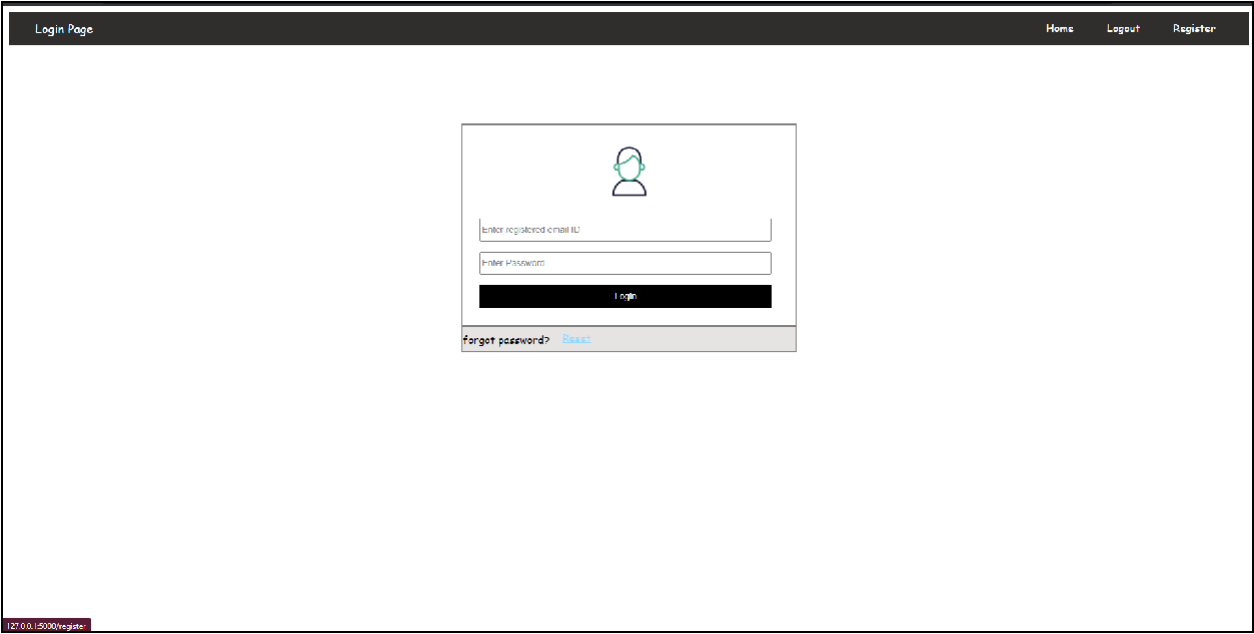 Login Page
Home Logout Register
Enter registered email ID
Enter Password
Login
forgot password? Reset
127.0.0.1:5000/register